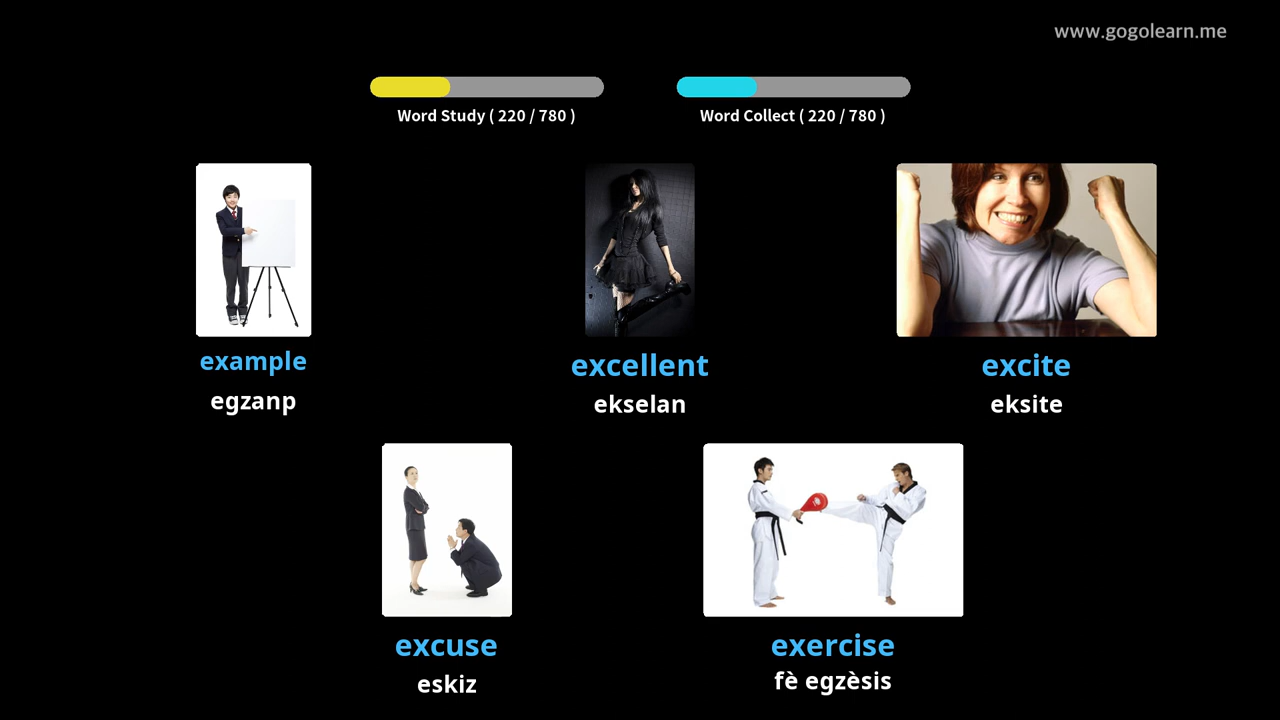 www.gogolearn.me
Word Study ( 220 / 780 )
Word Collect ( 220 / 780 )
example
egzanp
excellent
ekselan
excite
eksite
excuse
eskiz
exercise
fè egzèsis